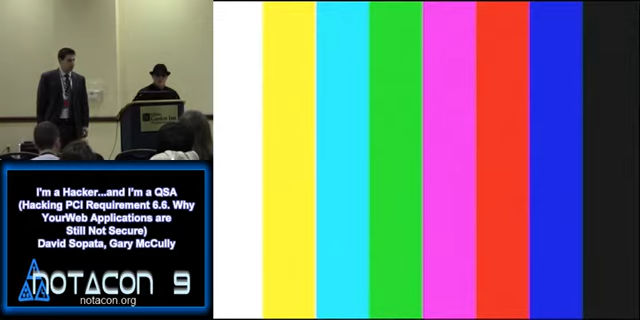 I'm a Hacker...and I'm a QSA
(Hacking PCI Requirement 6.6. Why
YourWeb Applications are
Still Not Secure)
David Sopata, Gary McCully
NOTACON 9
notacon.org